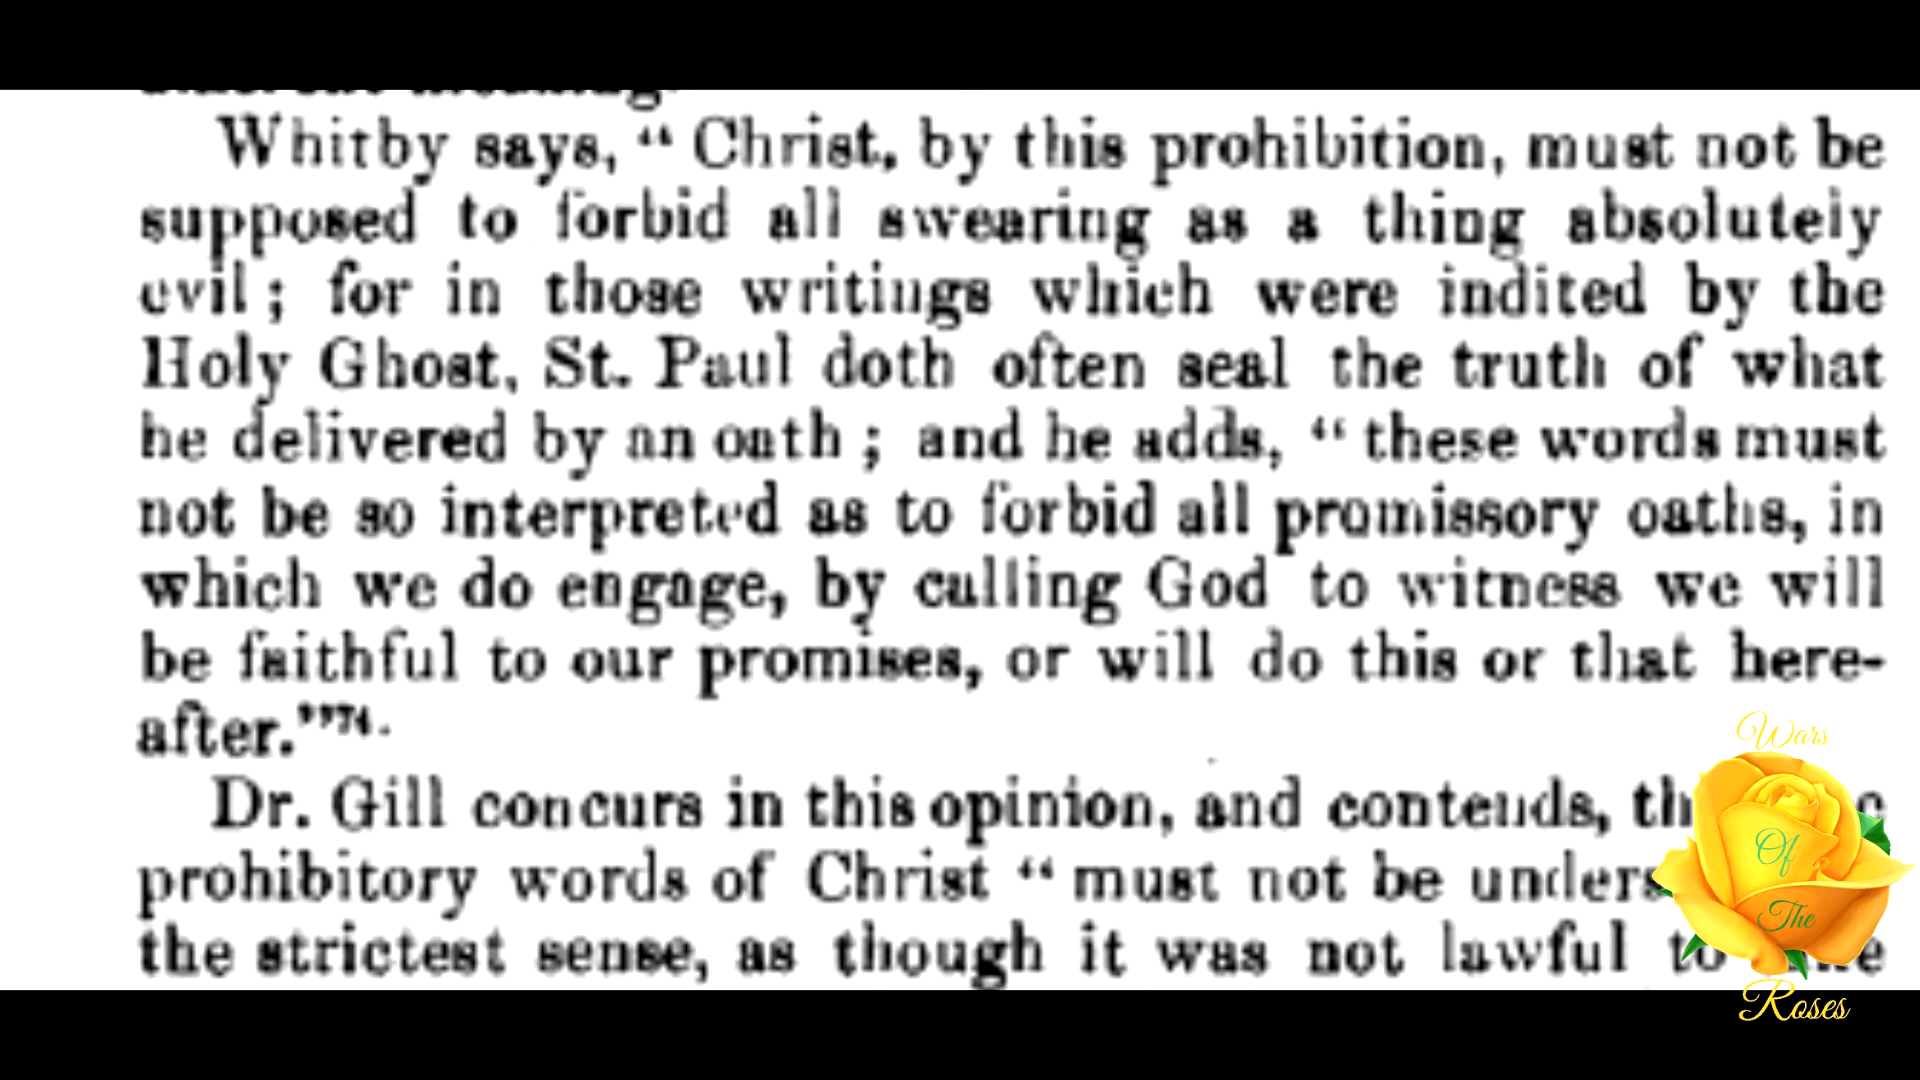 Whitby says, “ Christ, by this prohibition, must not be
supposed to forbid all swearing as a thing absolutely
evil ; for in those writings which were indited by the
Holy Ghost, St. Paul doth often seal the truth of what
he delivered by an oath ; and he adds, “ these words must
not be so interpreted as to forbid all promissory oaths, in
which we do engage, by calling God to witness we will
be faithful to our promises, or will do this or that here-
after.”’74.
Dr. Gill concurs in this opinion, and contends,
prohibitory words of Christ “ must not be
the strictest sense, as though it was not lawful to
Wars
Of
The
Roses